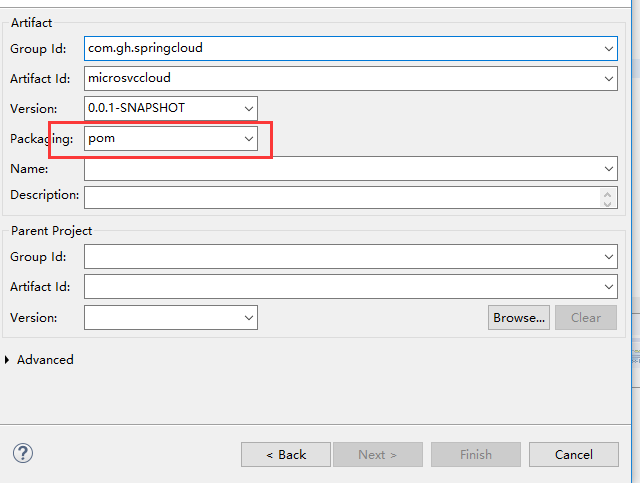 Artifact
Group Id: com.gh.springcloud
Artifact Id: microsvccloud
Version: 0.0.1-SNAPSHOT
Packaging: pom
Name:
Description:
Parent Project
Group Id:
Artifact Id:
Version: Browse... Clear
Advanced
? < Back Next > Finish Cancel